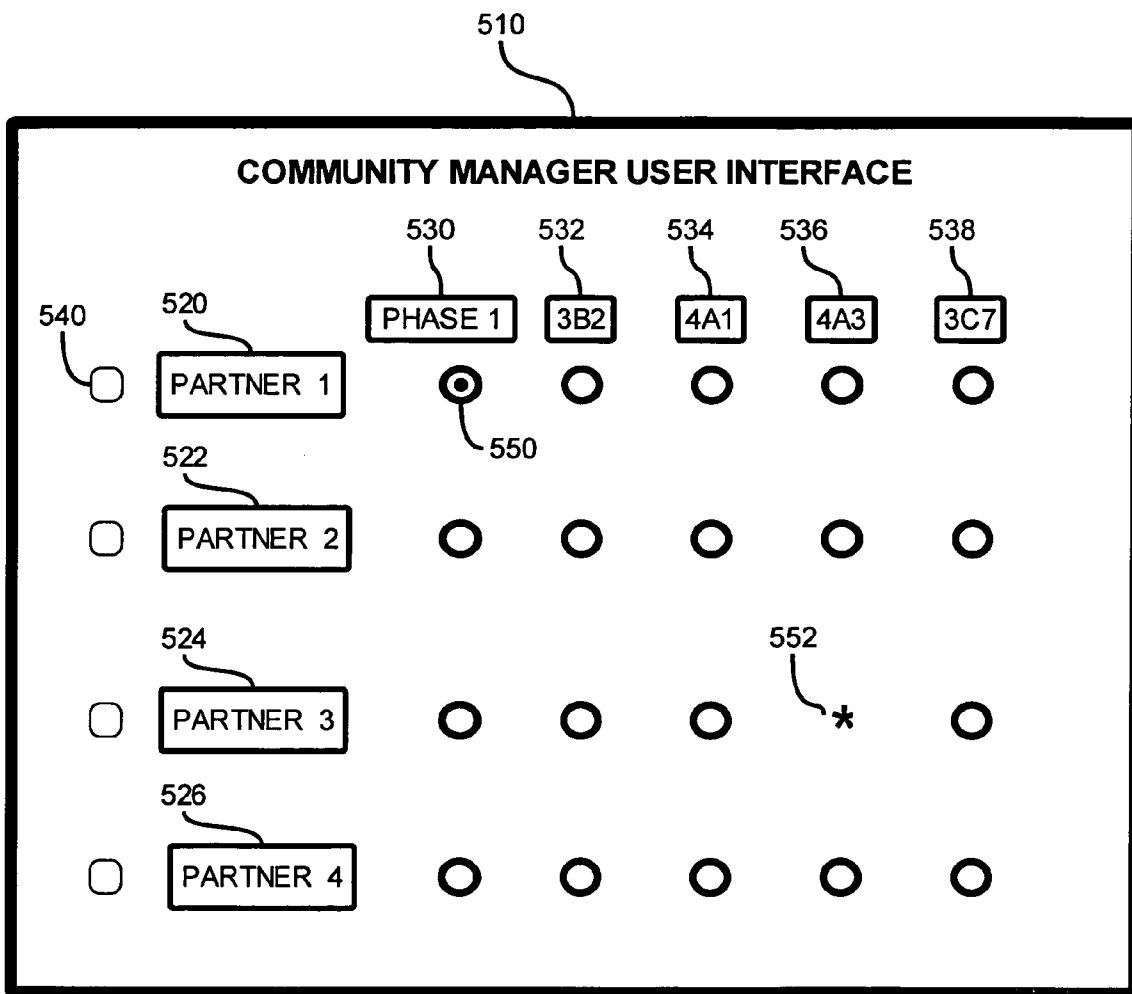 510
COMMUNITY MANAGER USER INTERFACE
530 532 534 536 538
PHASE 1 3B2 4A1 4A3 3C7
540 520
PARTNER 1
550
522
PARTNER 2
524 552
PARTNER 3 *
526
PARTNER 4